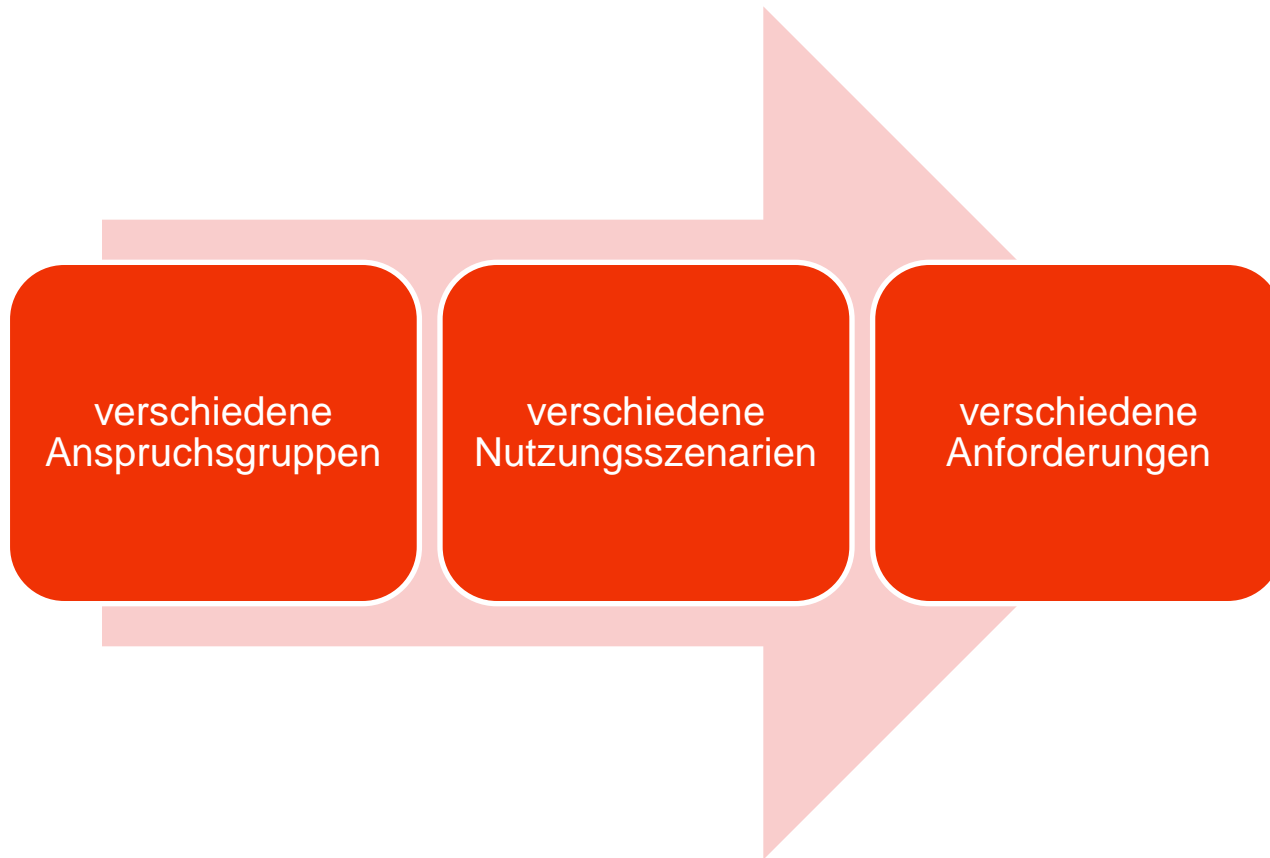 verschiedene
Anspruchsgruppen
verschiedene
Nutzungsszenarien
verschiedene
Anforderungen